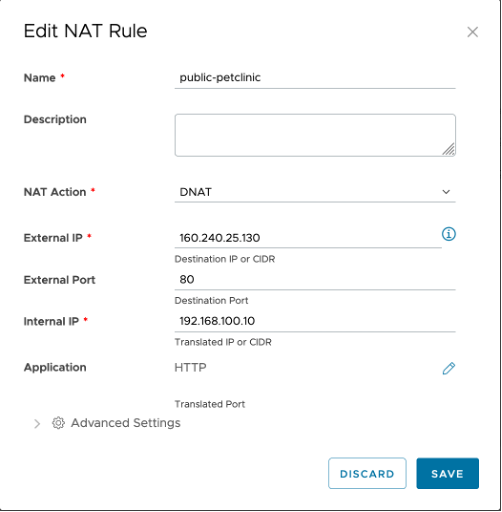 Edit NAT Rule
Name *
public-petclinic
Description
NAT Action *
DNAT
External IP *
160.240.25.130
Destination IP or CIDR
External Port
80
Destination Port
Internal IP *
192.168.100.10
Translated IP or CIDR
Application
HTTP
Translated Port
Advanced Settings
DISCARD
SAVE